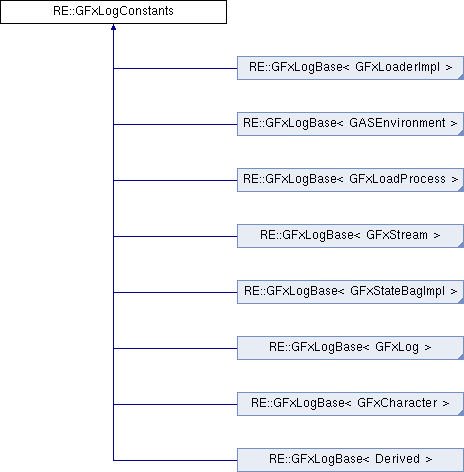 RE::GFxLogConstants
RE::GFxLogBase< GFxLoaderImpl >
RE::GFxLogBase< GASEnvironment >
RE::GFxLogBase< GFxLoadProcess >
RE::GFxLogBase< GFxStream >
RE::GFxLogBase< GFxStateBagImpl >
RE::GFxLogBase< GFxLog >
RE::GFxLogBase< GFxCharacter >
RE::GFxLogBase< Derived >